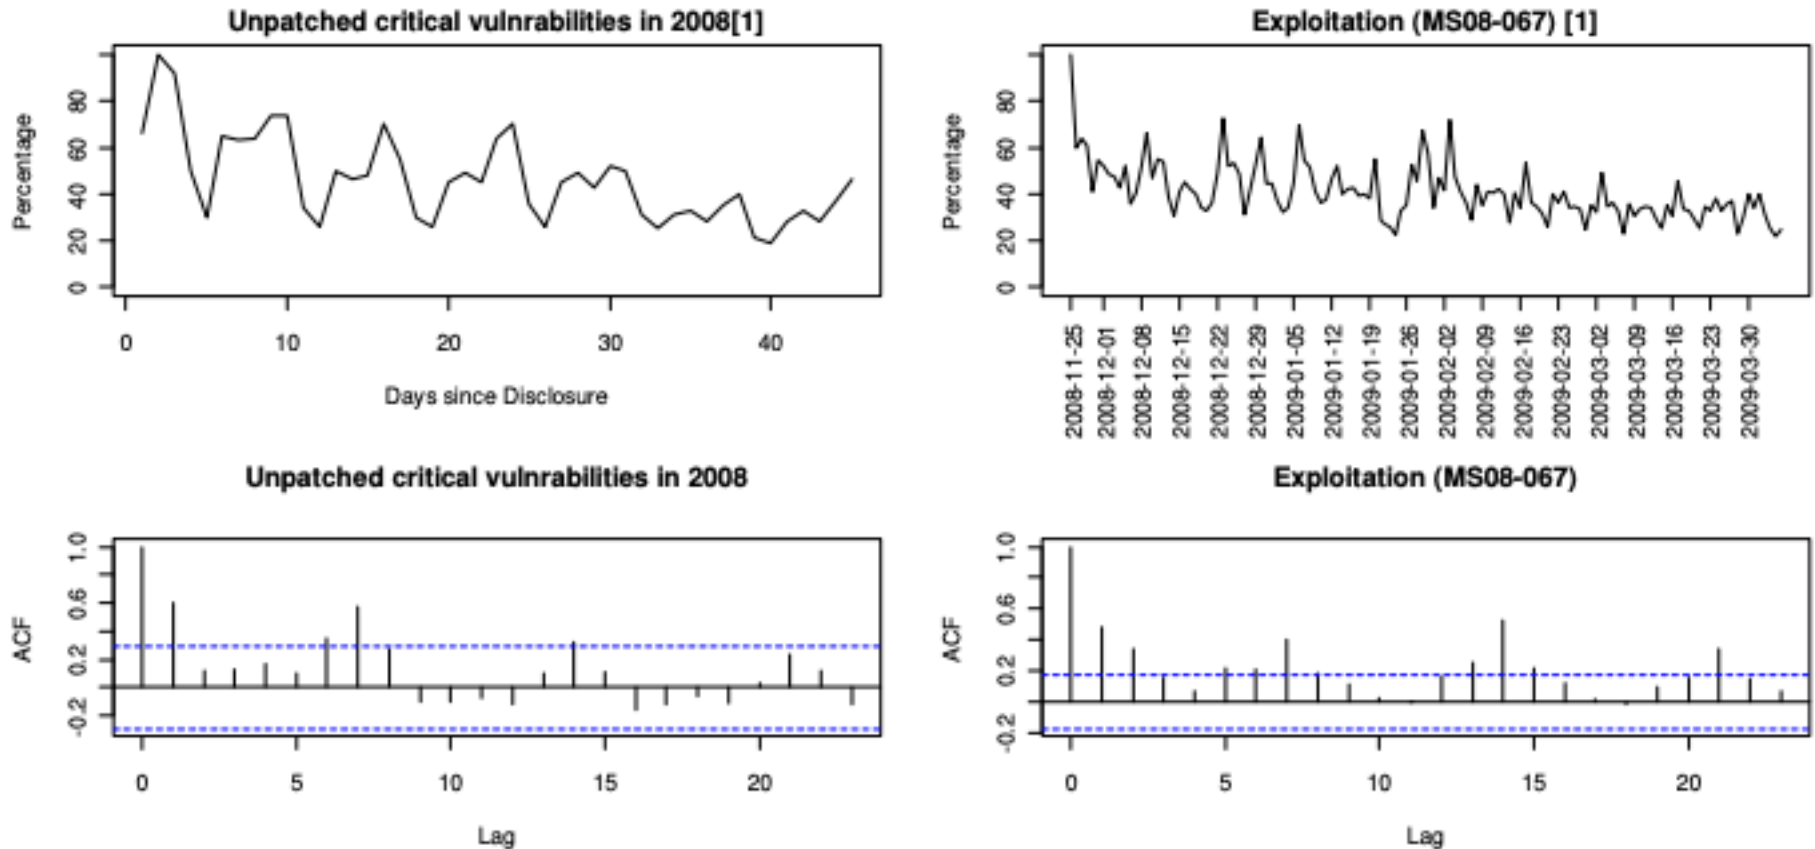 Unpatched critical vulnrabilities in 2008[1]
Percentage
0 20 40 60 80
0 10 20 30 40
Days since Disclosure
Exploitation (MS08-067) [1]
Percentage
0 20 40 60 80
2008-11-25
2008-12-01
2008-12-08
2008-12-15
2008-12-22
2008-12-29
2009-01-05
2009-01-12
2009-01-19
2009-01-26
2009-02-02
2009-02-09
2009-02-16
2009-02-23
2009-03-02
2009-03-09
2009-03-16
2009-03-23
2009-03-30
Unpatched critical vulnrabilities in 2008
ACF
-0.2 0.2 0.6 1.0
0 5 10 15 20
Lag
Exploitation (MS08-067)
ACF
-0.2 0.2 0.6 1.0
0 5 10 15 20
Lag